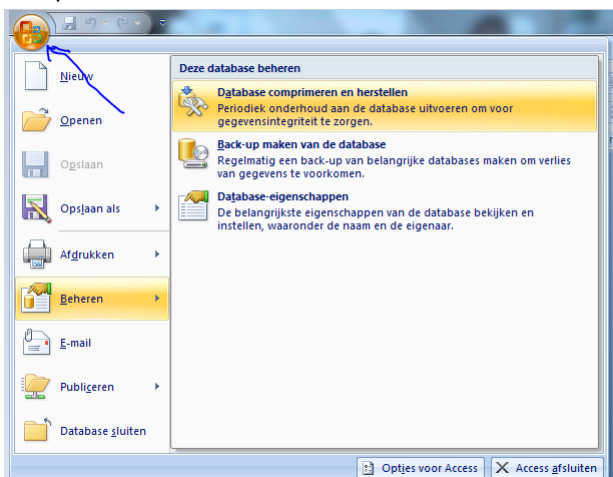 Nieuw
Openen
Opslaan
Opslaan als
Afdrukken
Beheren
E-mail
Publiceren
Database sluiten
Deze database beheren
Database comprimeren en herstellen
Periodiek onderhoud aan de database uitvoeren om voor
gegevensintegriteit te zorgen.
Back-up maken van de database
Regelmatig een back-up van belangrijke databases maken om verlies
van gegevens te voorkomen.
Database-eigenschappen
De belangrijkste eigenschappen van de database bekijken en
instellen, waaronder de naam en de eigenaar.
Opties voor Access
Access afsluiten